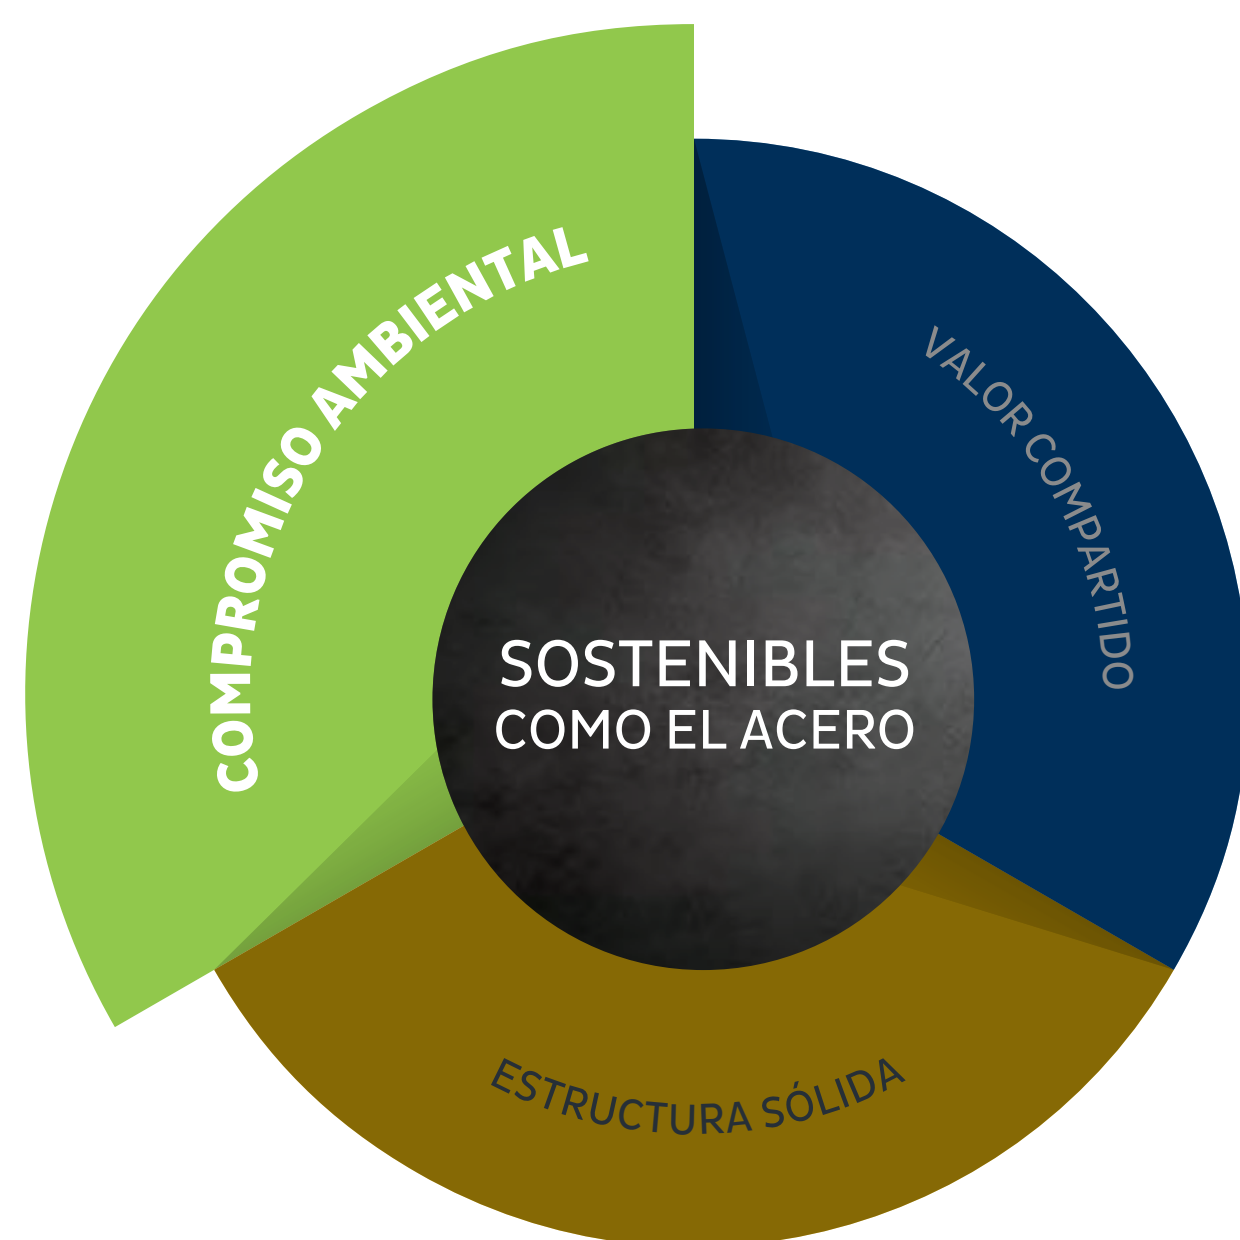 COMPROMISO AMBIENTAL
VALOR COMPARTIDO
SOSTENIBLES
COMO EL ACERO
ESTRUCTURA SÓLIDA